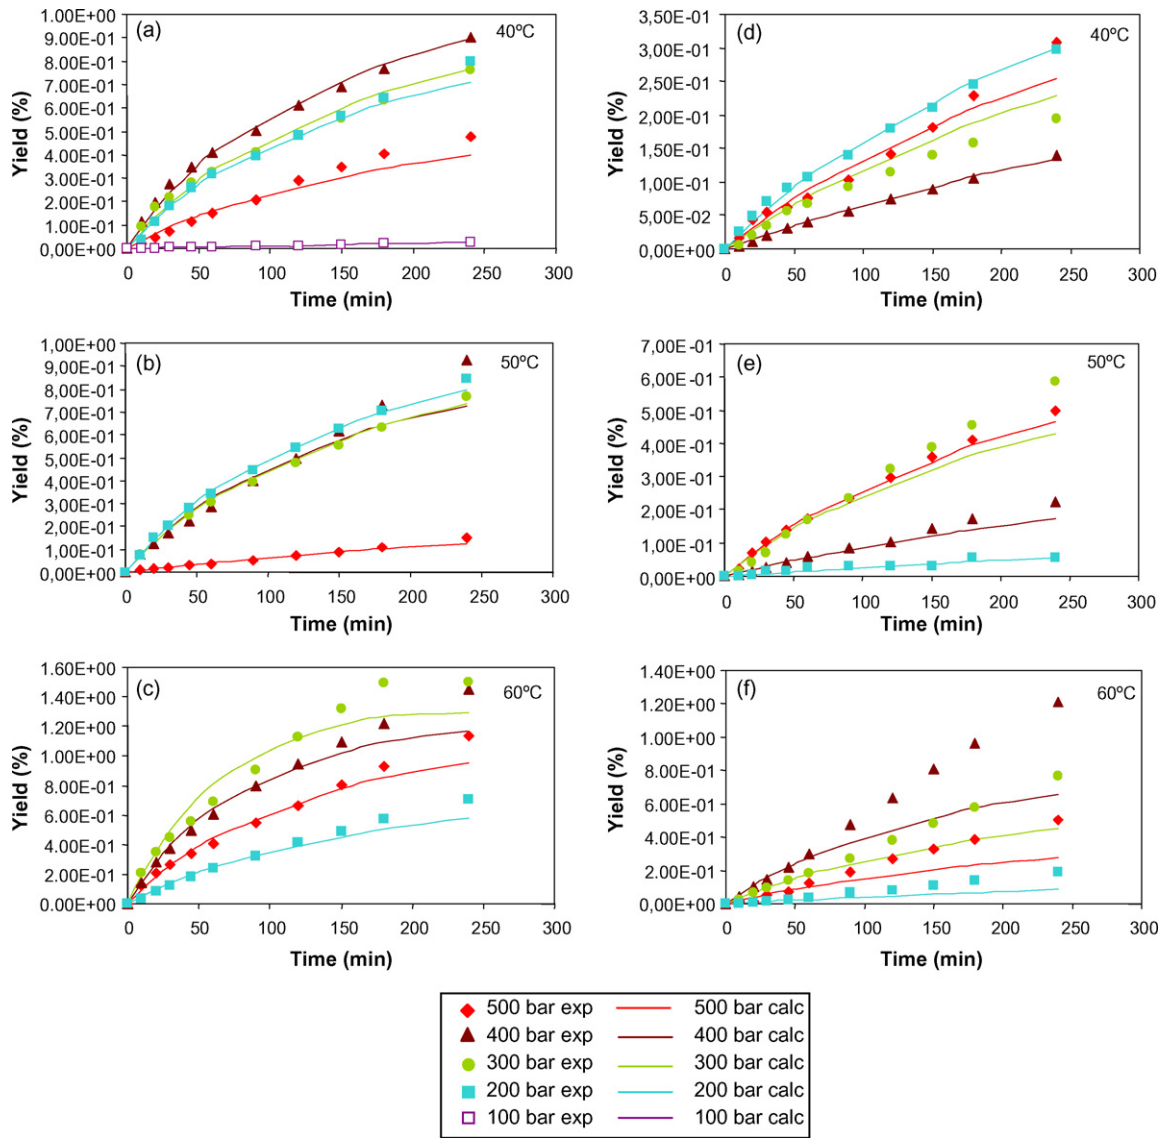 (a)
40ºC
Yield (%)
1.E+00
9.00E-01
8.00E-01
7.00E-01
6.00E-01
5.00E-01
4.00E-01
3.00E-01
2.00E-01
1.00E-01
0,00E+00
0
50
100
150
200
250
300
Time (min)
(d)
40ºC
Yield (%)
3,50E-01
3,00E-01
2,50E-01
2,00E-01
1,50E-01
1,00E-01
5,00E-02
0,00E+00
0
50
100
150
200
250
300
Time (min)
(b)
50ºC
Yield (%)
1,00E+00
9,00E-01
8,00E-01
7,00E-01
6,00E-01
5,00E-01
4,00E-01
3,00E-01
2,00E-01
1,00E-01
0,00E+00
0
50
100
150
200
250
300
Time (min)
(e)
50ºC
Yield (%)
7,00E-01
6,00E-01
5,00E-01
4,00E-01
3,00E-01
2,00E-01
1,00E-01
0,00E+00
0
50
100
150
200
250
300
Time (min)
(c)
60ºC
Yield (%)
1.60E+00
1.40E+00
1.20E+00
1.00E+00
8.00E-01
6.00E-01
4.00E-01
2.00E-01
0.00E+00
0
50
100
150
200
250
300
Time (min)
(f)
60ºC
Yield (%)
1.40E+00
1.20E+00
1,00E+00
8,00E-01
6,00E-01
4,00E-01
2,00E-01
0,00E+00
0
50
100
150
200
250
300
Time (min)
500 bar exp 500 bar calc
400 bar exp 400 bar calc
300 bar exp 300 bar calc
200 bar exp 200 bar calc
100 bar exp 100 bar calc